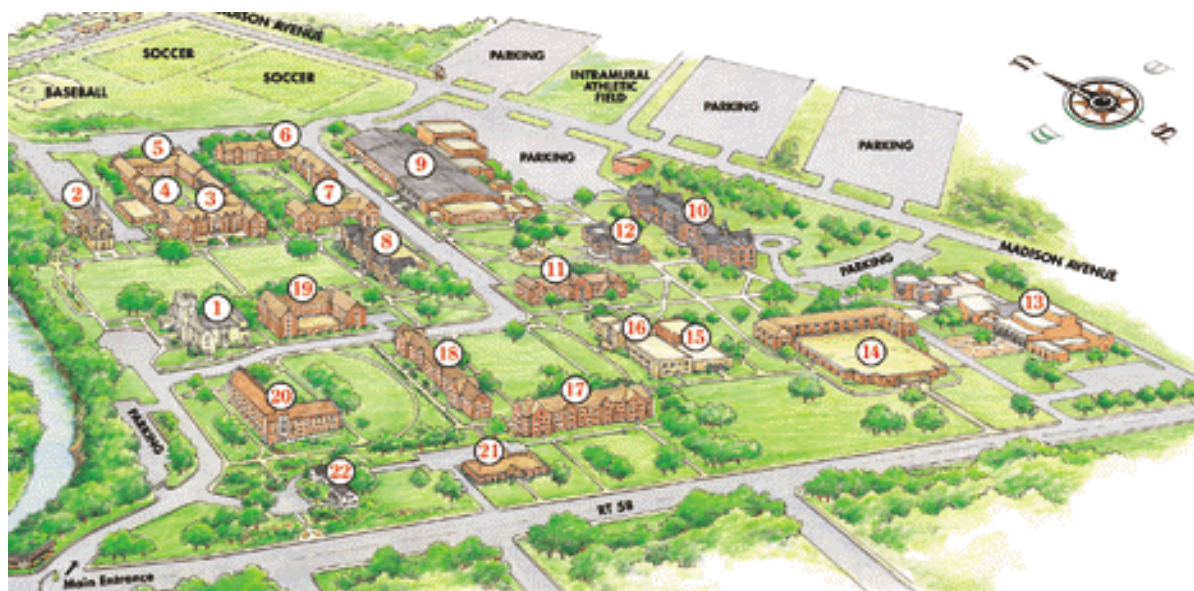 MADISON AVENUE
SOCCER
PARKING
SOCCER
INTRAMURAL
ATHLETIC
FIELD
BASEBALL
PARKING
PARKING
PARKING
6
5
9
4
2
3
7
10
12
8
MADISON AVENUE
PARKING
11
19
13
1
16
15
14
18
17
20
PARKING
21
22
RT 58
Main Entrance